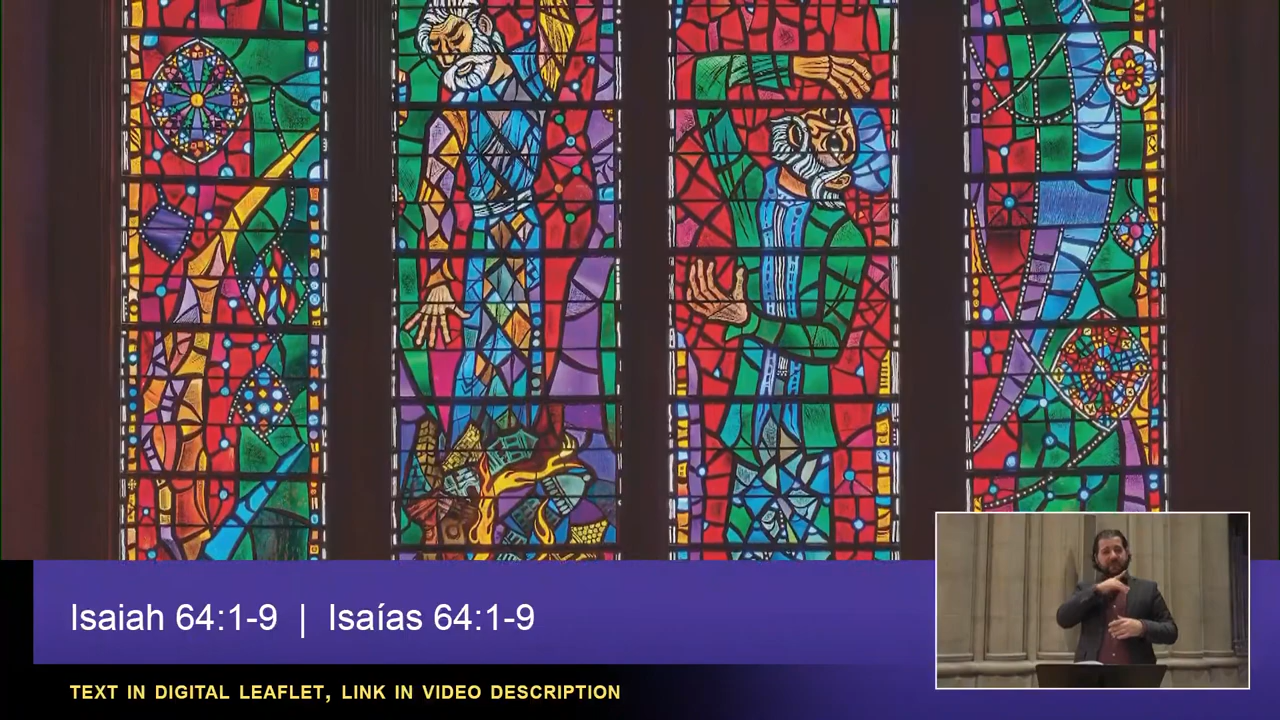 Isaiah 64:1-9 | Isaías 64:1-9
TEXT IN DIGITAL LEAFLET, LINK IN VIDEO DESCRIPTION